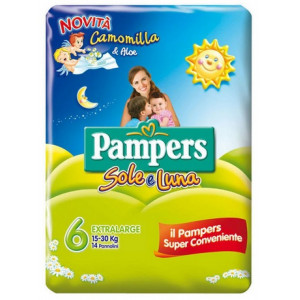 NOVITÀ
Camomilla
& Aloe
Pampers
Sole e Luna
6 EXTRALARGE
15-30 Kg
14 Pannolini
il Pampers
Super Conveniente